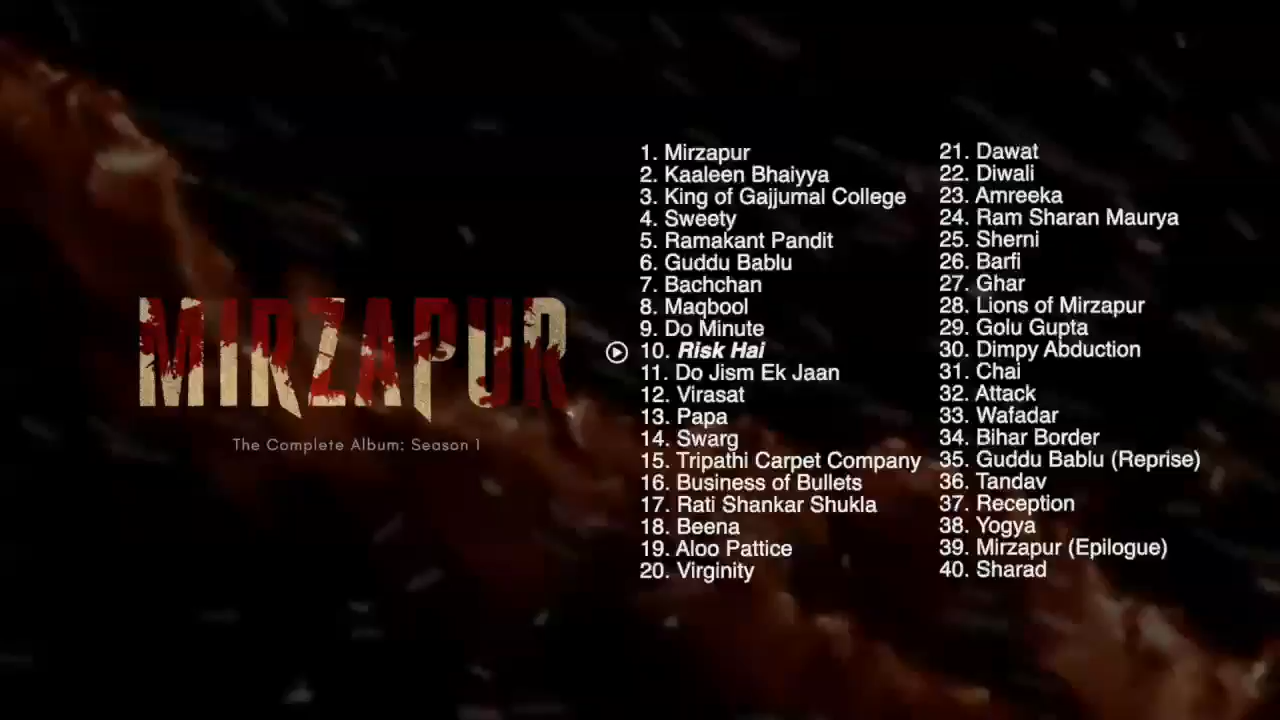 MIRZAPUR
The Complete Album: Season 1
1. Mirzapur
2. Kaaleen Bhaiyya
3. King of Gajjumal College
4. Sweety
5. Ramakant Pandit
6. Guddu Bablu
7. Bachchan
8. Maqbool
9. Do Minute
10. Risk Hai
11. Do Jism Ek Jaan
12. Virasat
13. Papa
14. Swarg
15. Tripathi Carpet Company
16. Business of Bullets
17. Rati Shankar Shukla
18. Beena
19. Aloo Pattice
20. Virginity
21. Dawat
22. Diwali
23. Amreeka
24. Ram Sharan Maurya
25. Sherni
26. Barfi
27. Ghar
28. Lions of Mirzapur
29. Golu Gupta
30. Dimpy Abduction
31. Chai
32. Attack
33. Wafadar
34. Bihar Border
35. Guddu Bablu (Reprise)
36. Tandav
37. Reception
38. Yogya
39. Mirzapur (Epilogue)
40. Sharad